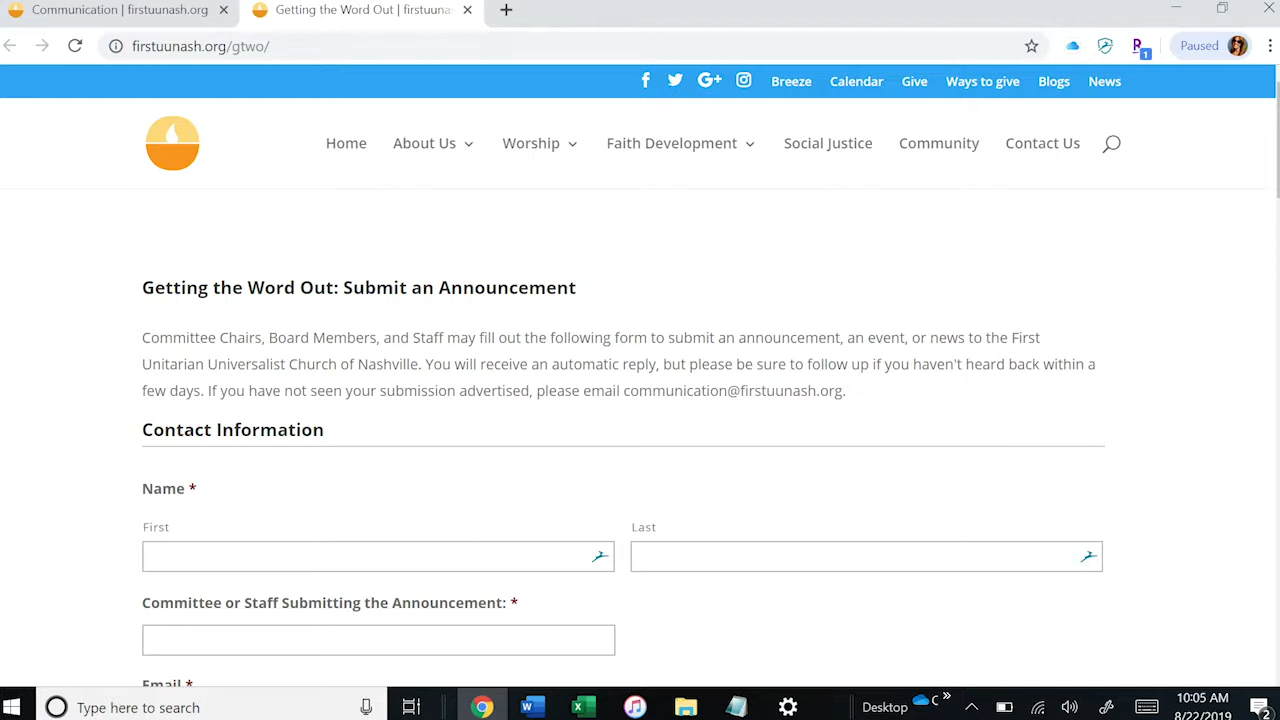 Communication | firstuunash.org
Getting the Word Out | firstuuna
firstuunash.org/gtwo/
R
1
Paused
G+
Breeze
Calendar
Give
Ways to give
Blogs
News
Home
About Us
Worship
Faith Development
Social Justice
Community
Contact Us
Getting the Word Out: Submit an Announcement
Committee Chairs, Board Members, and Staff may fill out the following form to submit an announcement, an event, or news to the First
Unitarian Universalist Church of Nashville. You will receive an automatic reply, but please be sure to follow up if you haven't heard back within a
few days. If you have not seen your submission advertised, please email communication@firstuunash.org.
Contact Information
Name *
First
Last
Committee or Staff Submitting the Announcement: *
Email *
Type here to search
Desktop
C
10:05 AM
8/22/2019
2